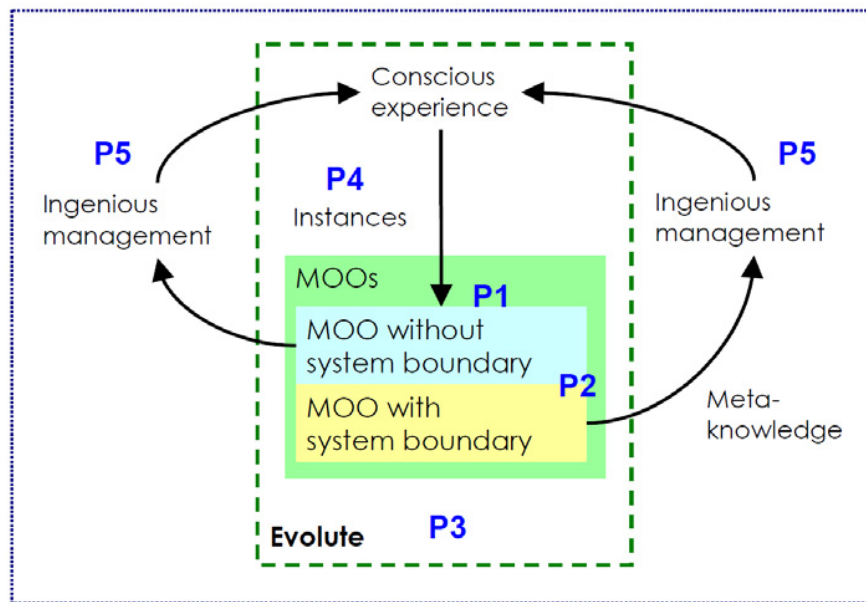 Conscious
experience
P5
P5
P4
Ingenious
management
Instances
Ingenious
management
MOOs
P1
MOO without
system boundary
P2
MOO with
system boundary
Meta-
knowledge
Evolute
P3